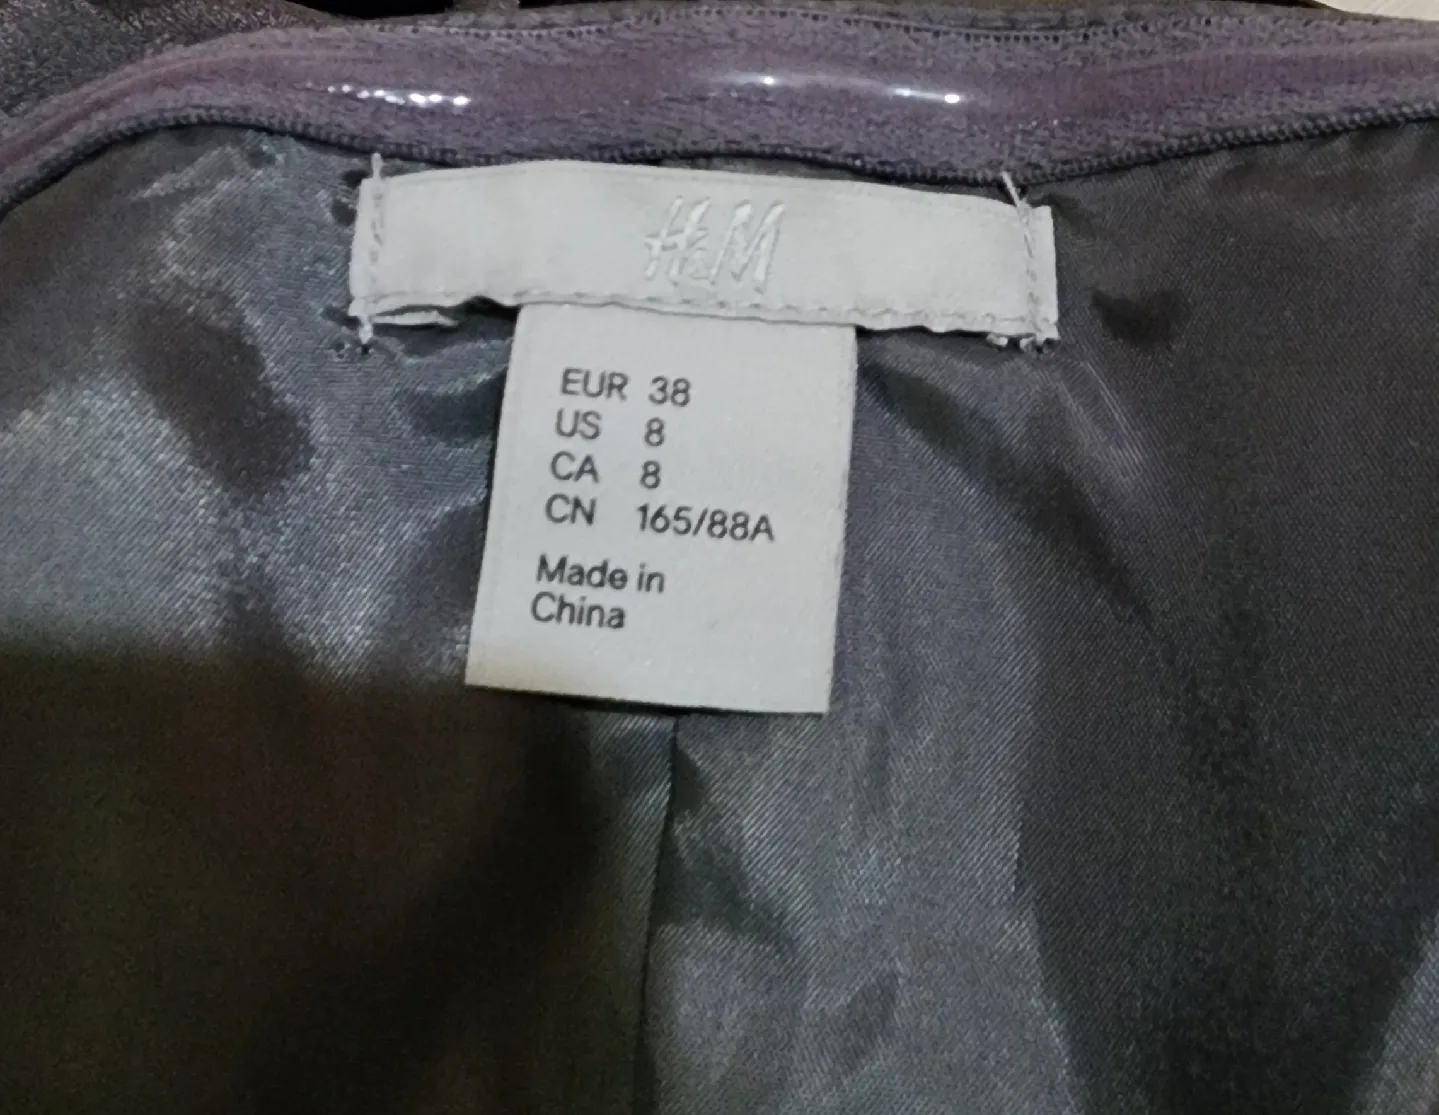 H&M
EUR 38
US 8
CA 8
CN 165/88A
Made in
China